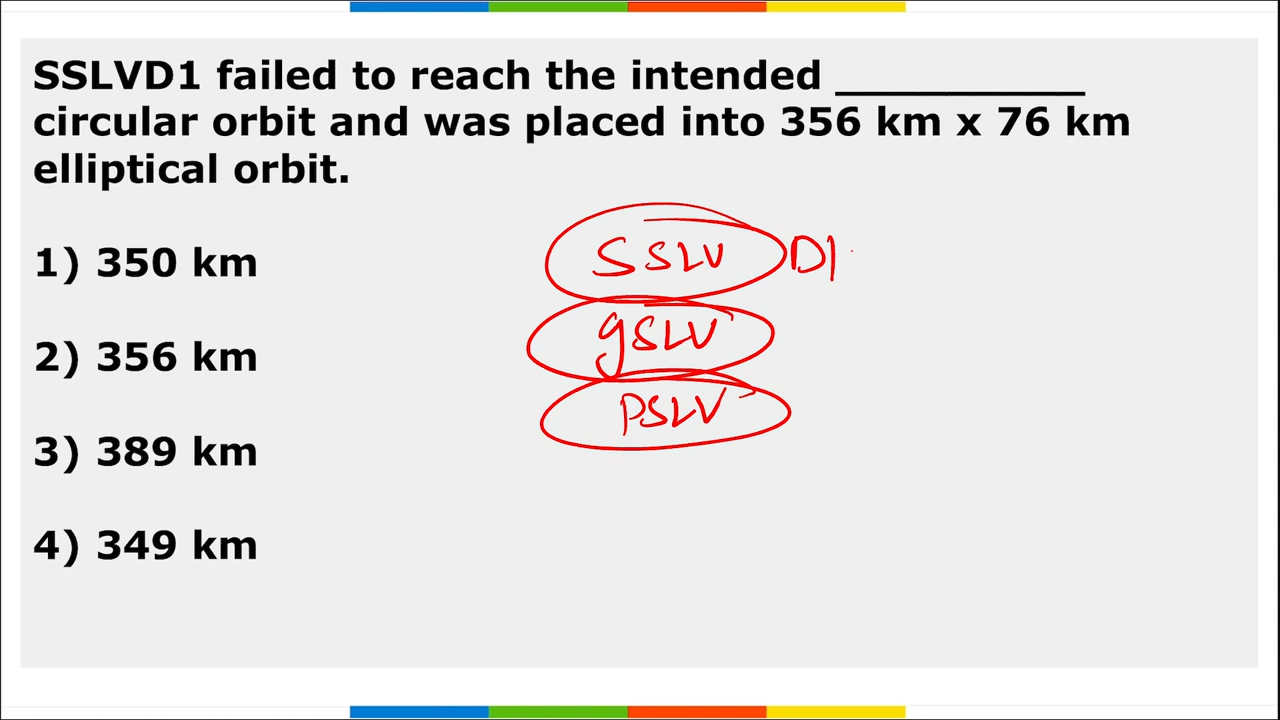 SSLVD1 failed to reach the intended ____________
circular orbit and was placed into 356 km x 76 km
elliptical orbit.
1) 350 km
2) 356 km
3) 389 km
4) 349 km
SSLV D1
gSLV
PSLV